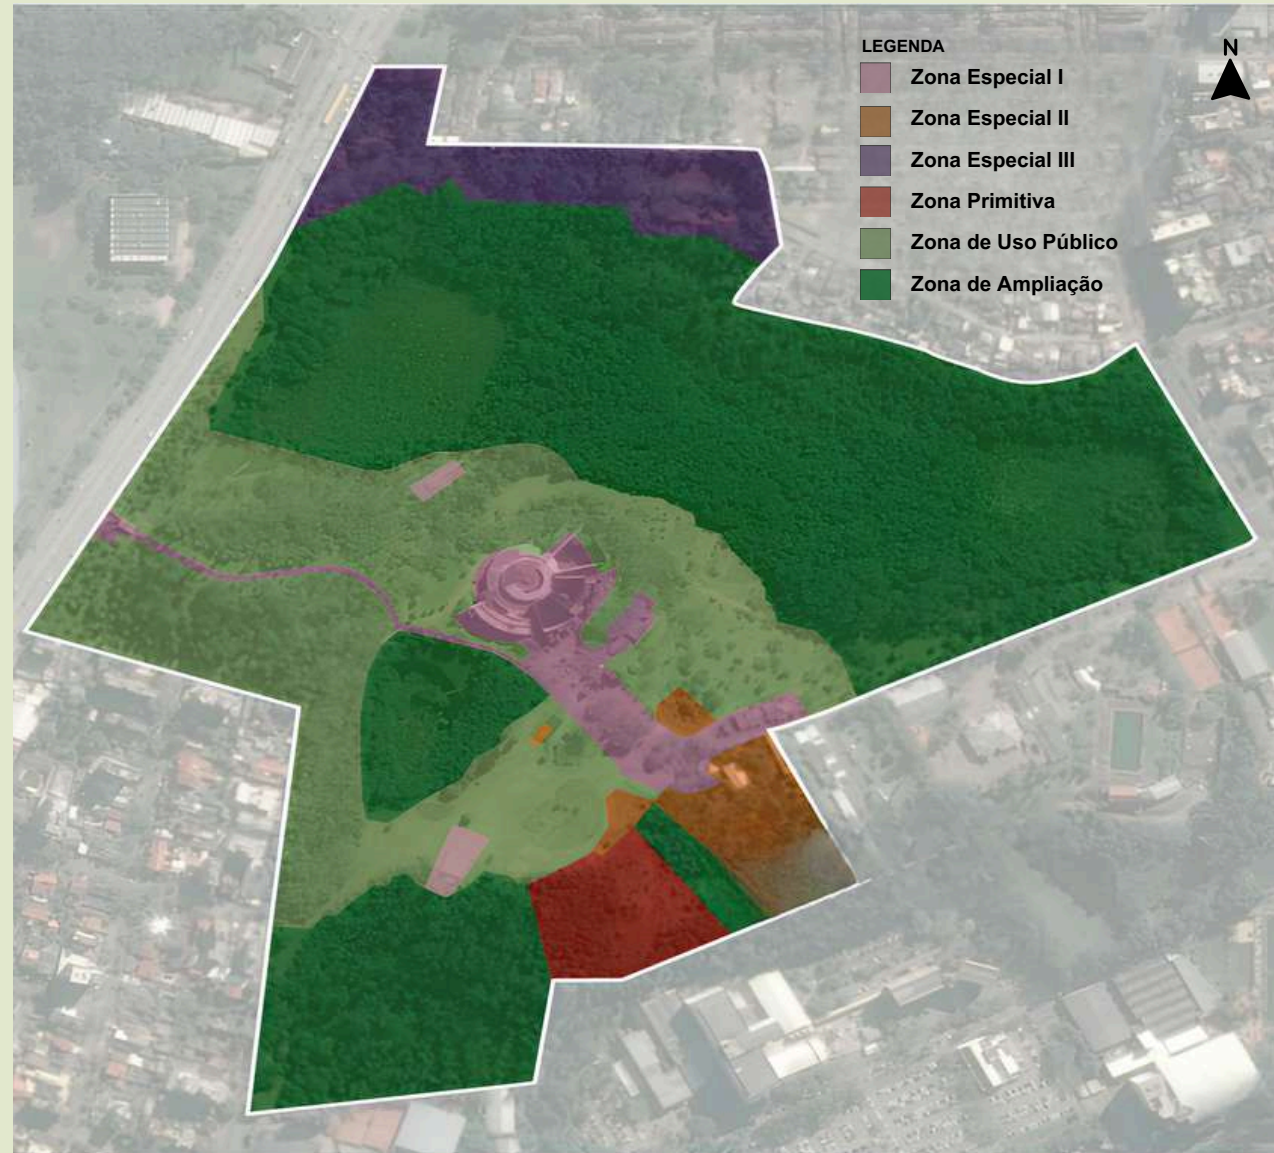 LEGENDA
N
Zona Especial I
Zona Especial II
Zona Especial III
Zona Primitiva
Zona de Uso Público
Zona de Ampliação